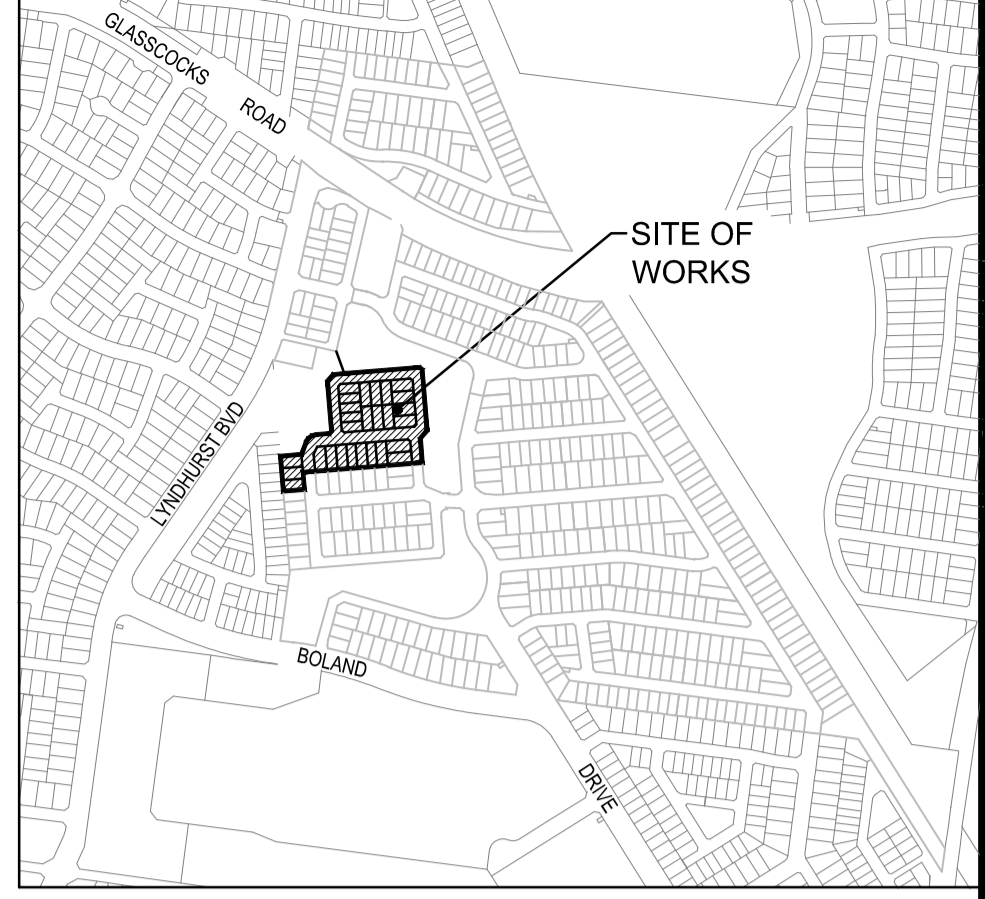 GLASSCOCKS
ROAD
SITE OF
WORKS
LYNDHURST BVD
BOLAND
DRIVE